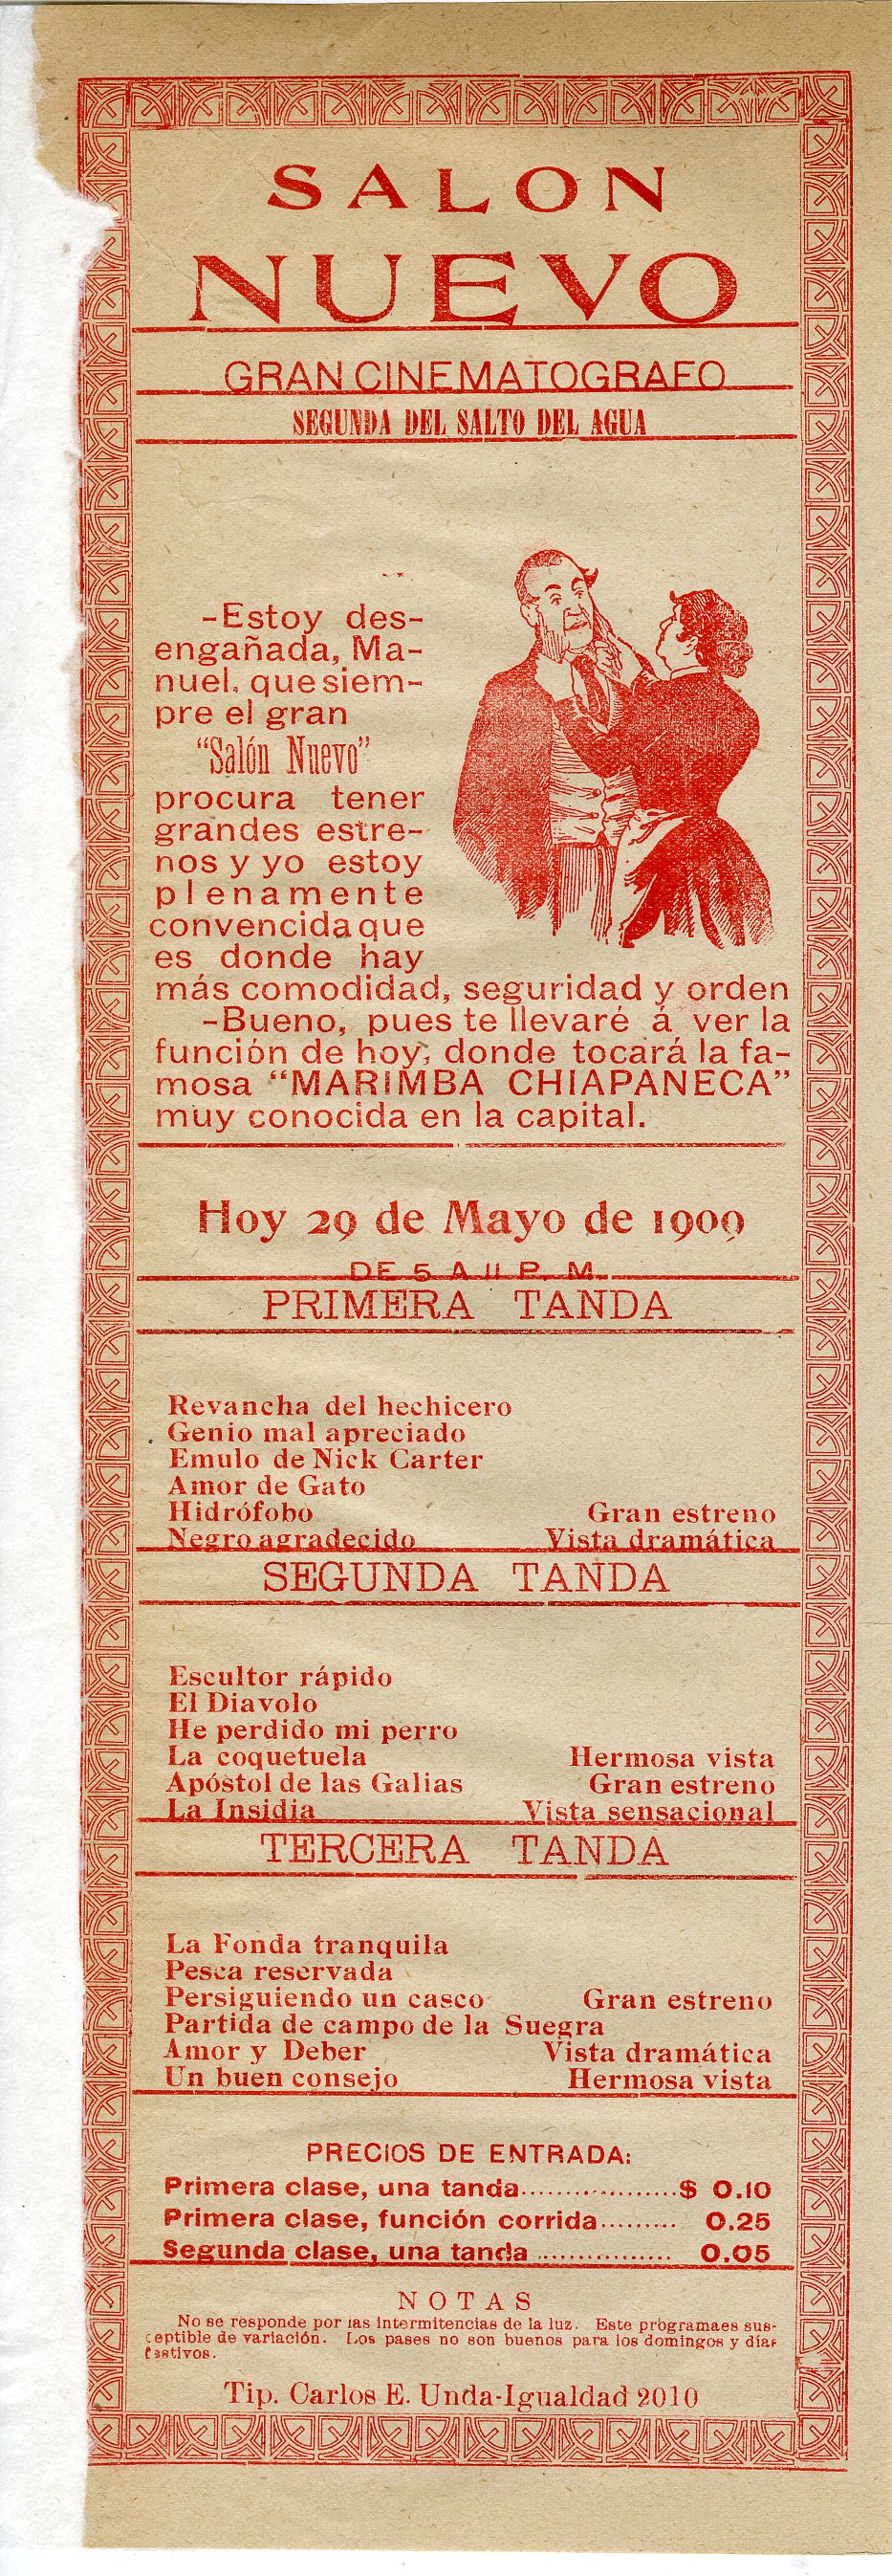 SALON
NUEVO
GRAN CINEMATOGRAFO
SEGUNDA DEL SALTO DEL AGUA
-Estoy des-
engañada, Ma-
nuel, que siem-
pre el gran
"Salón Nuevo"
procura tener
grandes estre-
nos y yo estoy
plenamente
convencida que
es donde hay
más comodidad, seguridad y orden
-Bueno, pues te llevaré á ver la
función de hoy, donde tocará la fa-
mosa "MARIMBA CHIAPANECA"
muy conocida en la capital.
Hoy 29 de Mayo de 1909
DE 5 A 11 P. M.
PRIMERA TANDA
Revancha del hechicero
Genio mal apreciado
Emulo de Nick Carter
Amor de Gato
Hidrófobo Gran estreno
Negro agradecido Vista dramática
SEGUNDA TANDA
Escultor rápido
El Diavolo
He perdido mi perro
La coquetuela Hermosa vista
Apóstol de las Galias Gran estreno
La Insidia Vista sensacional
TERCERA TANDA
La Fonda tranquila
Pesca reservada
Persiguiendo un casco Gran estreno
Partida de campo de la Suegra
Amor y Deber Vista dramática
Un buen consejo Hermosa vista
PRECIOS DE ENTRADA:
Primera clase, una tanda..................$ 0.10
Primera clase, función corrida......... 0.25
Segunda clase, una tanda ................ 0.05
NOTAS
No se responde por las intermitencias de la luz. Este programaes sus-
ceptible de variación. Los pases no son buenos para los domingos y días
festivos.
Tip. Carlos E. Unda-Igualdad 2010